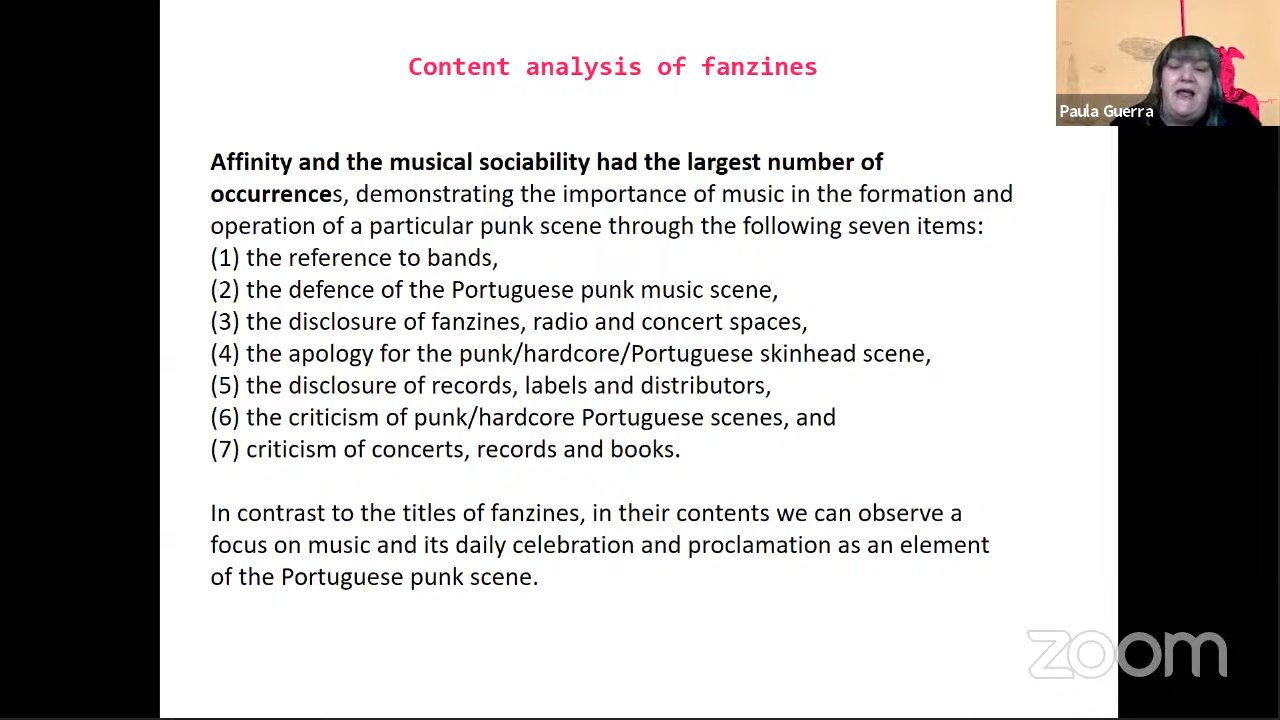 Content analysis of fanzines
Paula Guerra
Affinity and the musical sociability had the largest number of
occurrences, demonstrating the importance of music in the formation and
operation of a particular punk scene through the following seven items:
(1) the reference to bands,
(2) the defence of the Portuguese punk music scene,
(3) the disclosure of fanzines, radio and concert spaces,
(4) the apology for the punk/hardcore/Portuguese skinhead scene,
(5) the disclosure of records, labels and distributors,
(6) the criticism of punk/hardcore Portuguese scenes, and
(7) criticism of concerts, records and books.
In contrast to the titles of fanzines, in their contents we can observe a
focus on music and its daily celebration and proclamation as an element
of the Portuguese punk scene.
zoom